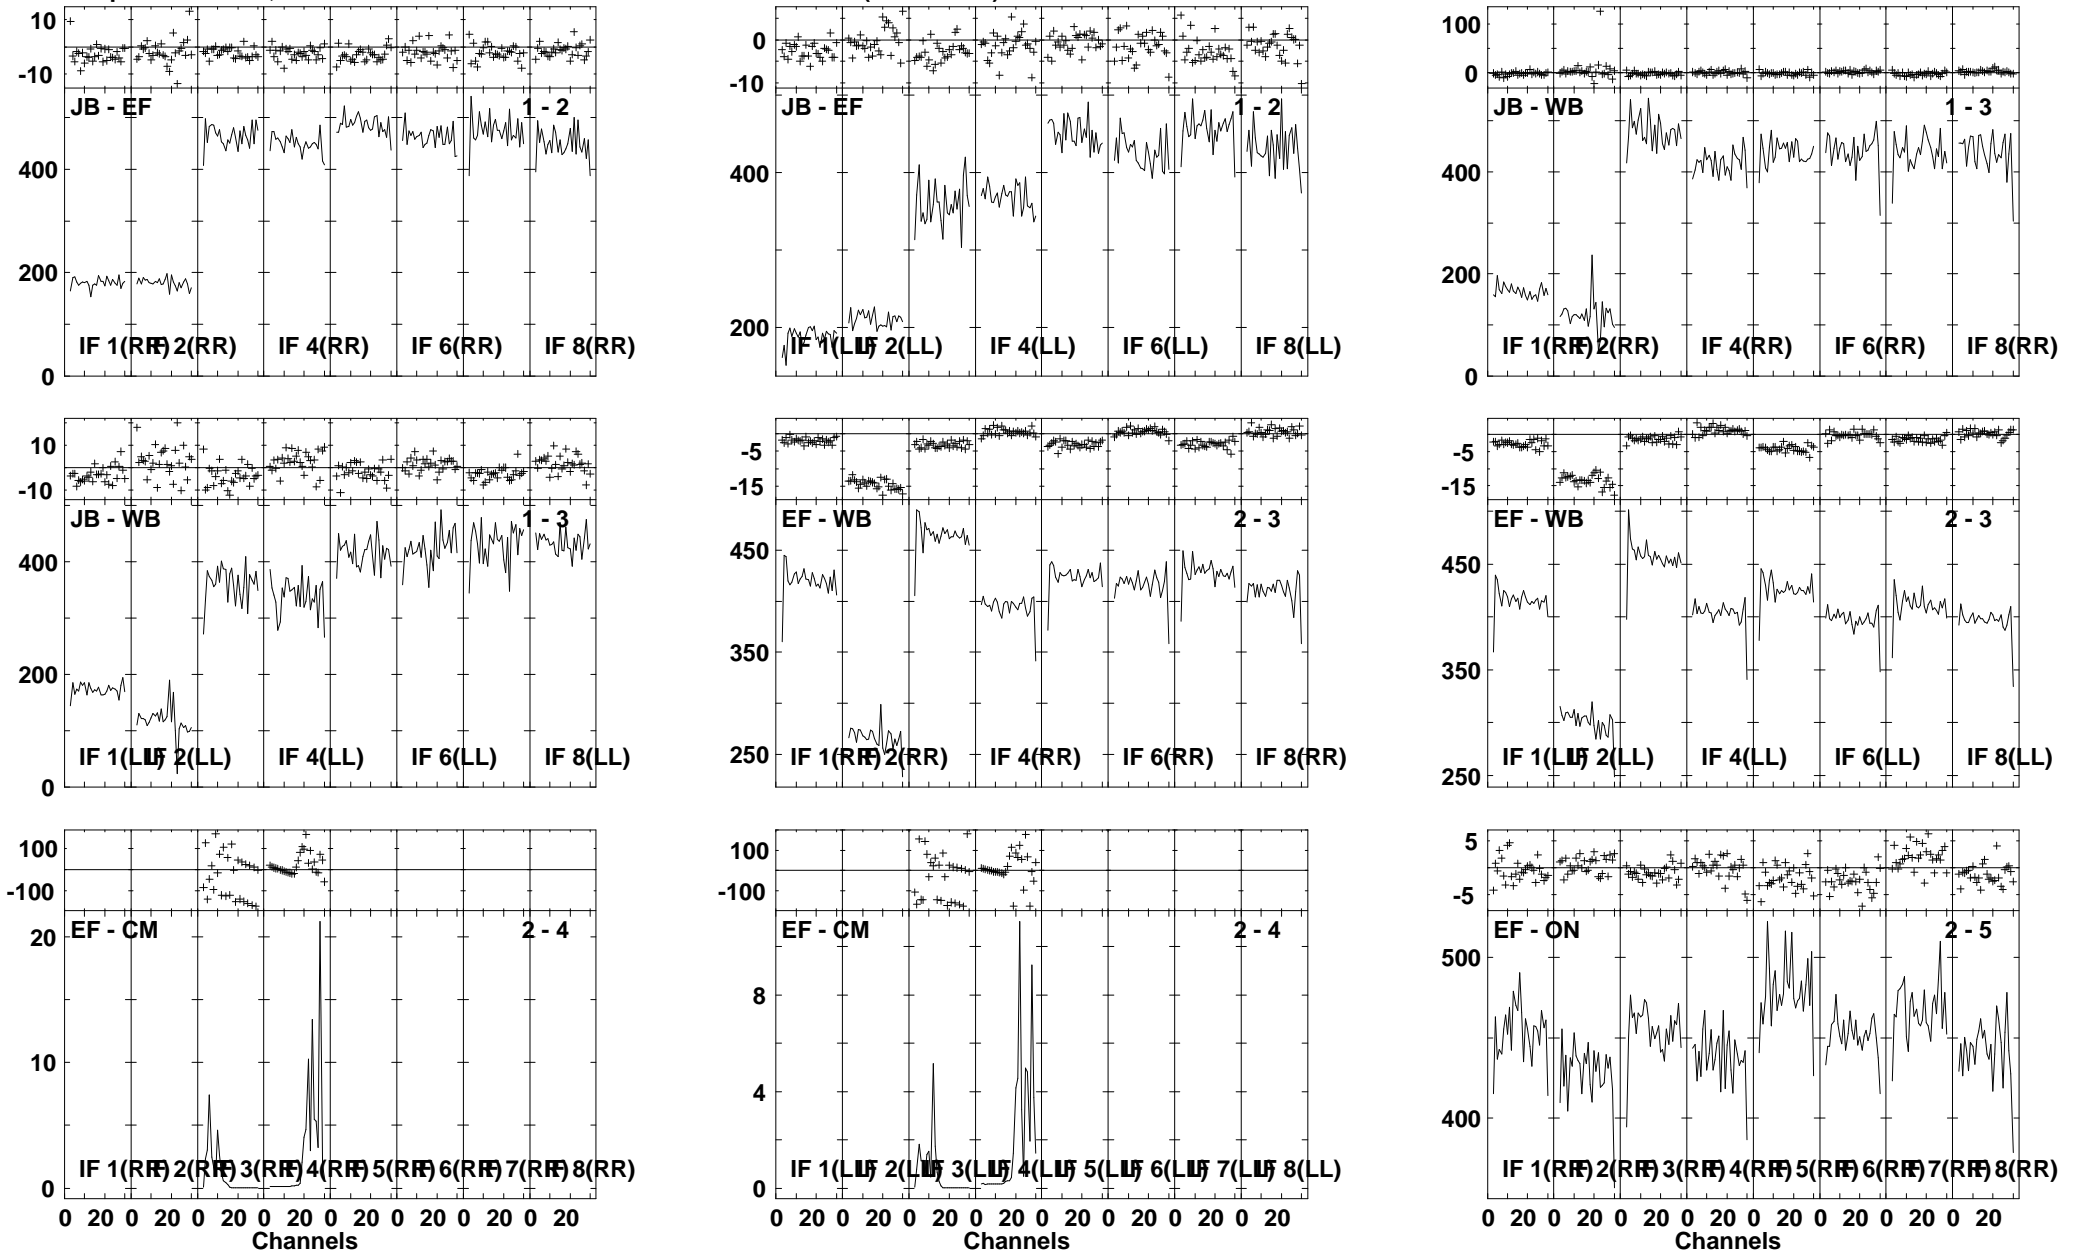 10
0
-10
JB - EF 1 - 2
400
200
0
IF 1(RR) IF 2(RR) IF 4(RR) IF 6(RR) IF 8(RR)
0
-10
JB - EF 1 - 2
400
200
IF 1(LL) IF 2(LL) IF 4(LL) IF 6(LL) IF 8(LL)
100
0
JB - WB 1 - 3
400
200
0
IF 1(RR) IF 2(RR) IF 4(RR) IF 6(RR) IF 8(RR)
10
-10
JB - WB 1 - 3
400
200
0
IF 1(LL) IF 2(LL) IF 4(LL) IF 6(LL) IF 8(LL)
-5
-15
EF - WB 2 - 3
450
350
250
IF 1(RR) IF 2(RR) IF 4(RR) IF 6(RR) IF 8(RR)
-5
-15
EF - WB 2 - 3
450
350
250
IF 1(LL) IF 2(LL) IF 4(LL) IF 6(LL) IF 8(LL)
100
-100
EF - CM 2 - 4
20
10
0
IF 1(RR) IF 2(RR) IF 3(RR) IF 4(RR) IF 5(RR) IF 6(RR) IF 7(RR) IF 8(RR)
0 20 0 20 0 20 0 20 0 20 0 20 0 20 0 20
Channels
100
-100
EF - CM 2 - 4
8
4
0
IF 1(LL) IF 2(LL) IF 3(LL) IF 4(LL) IF 5(LL) IF 6(LL) IF 7(LL) IF 8(LL)
0 20 0 20 0 20 0 20 0 20 0 20 0 20 0 20
Channels
5
-5
EF - ON 2 - 5
500
400
IF 1(RR) IF 2(RR) IF 3(RR) IF 4(RR) IF 5(RR) IF 6(RR) IF 7(RR) IF 8(RR)
0 20 0 20 0 20 0 20 0 20 0 20 0 20 0 20
Channels